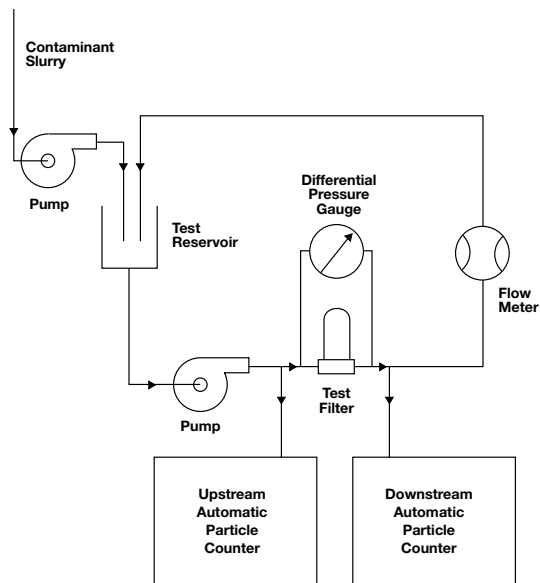 Contaminant
Slurry
Pump
Test
Reservoir
Differential
Pressure
Gauge
Flow
Meter
Pump
Test
Filter
Upstream
Automatic
Particle
Counter
Downstream
Automatic
Particle
Counter